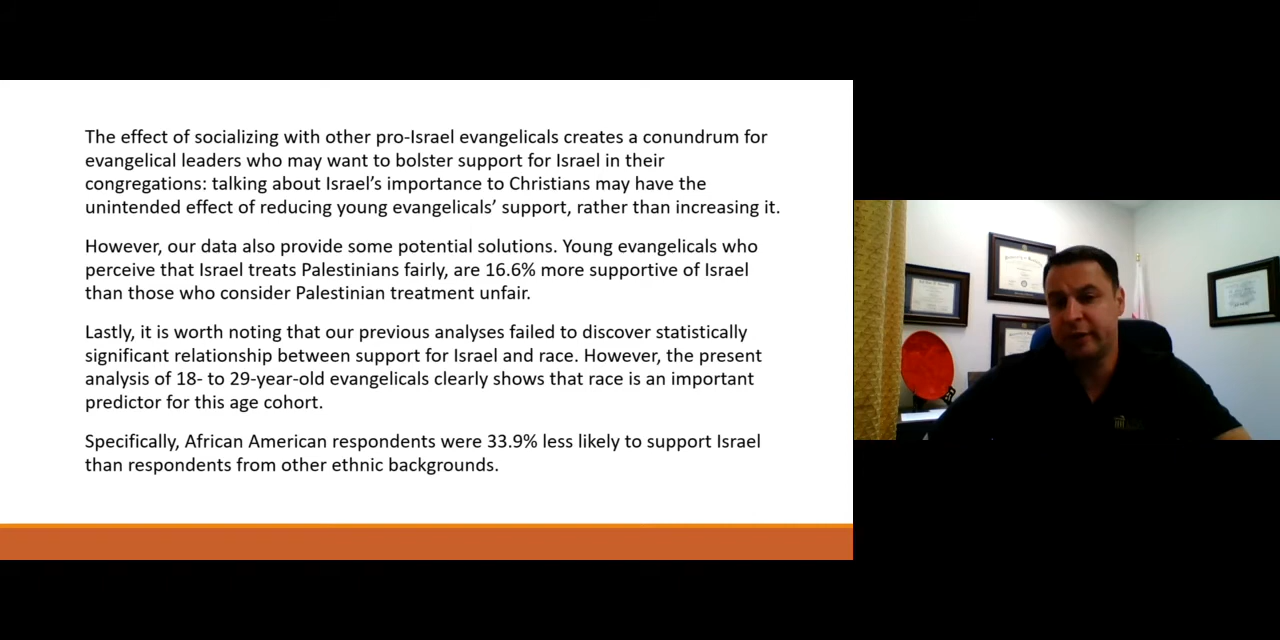 The effect of socializing with other pro-Israel evangelicals creates a conundrum for
evangelical leaders who may want to bolster support for Israel in their
congregations: talking about Israel’s importance to Christians may have the
unintended effect of reducing young evangelicals’ support, rather than increasing it.
However, our data also provide some potential solutions. Young evangelicals who
perceive that Israel treats Palestinians fairly, are 16.6% more supportive of Israel
than those who consider Palestinian treatment unfair.
Lastly, it is worth noting that our previous analyses failed to discover statistically
significant relationship between support for Israel and race. However, the present
analysis of 18- to 29-year-old evangelicals clearly shows that race is an important
predictor for this age cohort.
Specifically, African American respondents were 33.9% less likely to support Israel
than respondents from other ethnic backgrounds.